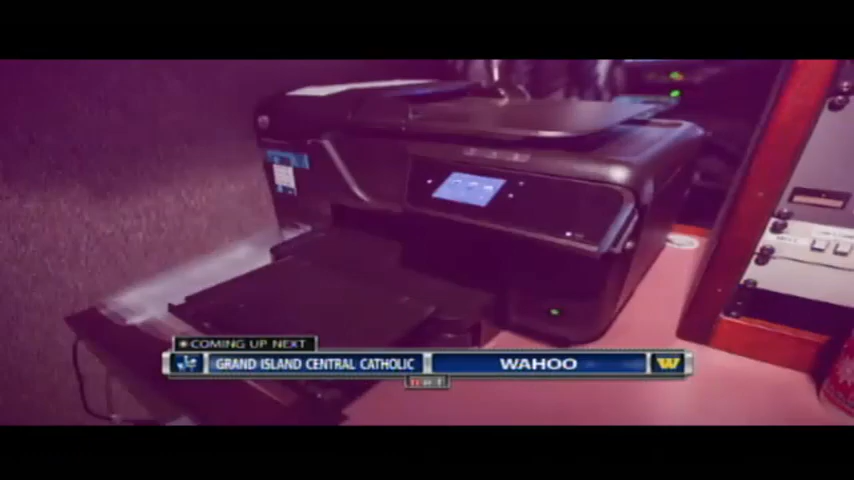 COMING UP NEXT
GRAND ISLAND CENTRAL CATHOLIC
WAHOO
W